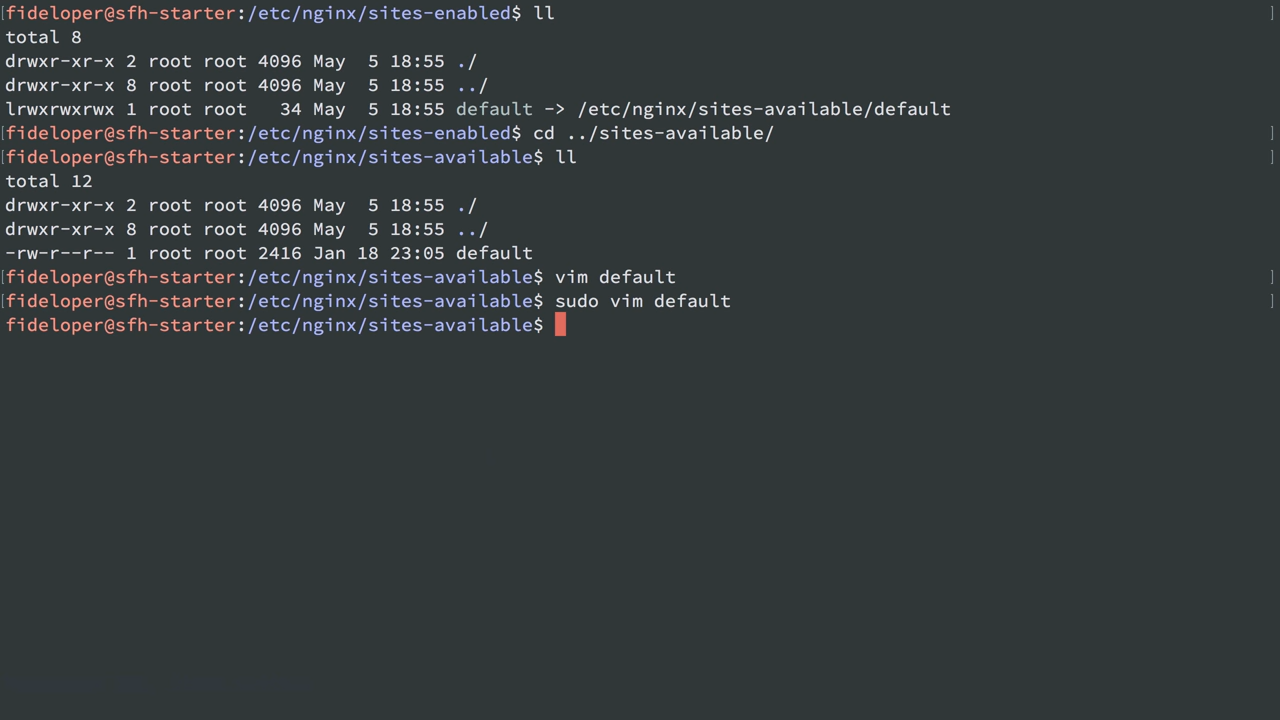 [fideloper@sfh-starter:/etc/nginx/sites-enabled$ ll ]
total 8
drwxr-xr-x 2 root root 4096 May  5 18:55 ./
drwxr-xr-x 8 root root 4096 May  5 18:55 ../
lrwxrwxrwx 1 root root   34 May  5 18:55 default -> /etc/nginx/sites-available/default
[fideloper@sfh-starter:/etc/nginx/sites-enabled$ cd ../sites-available/ ]
[fideloper@sfh-starter:/etc/nginx/sites-available$ ll ]
total 12
drwxr-xr-x 2 root root 4096 May  5 18:55 ./
drwxr-xr-x 8 root root 4096 May  5 18:55 ../
-rw-r--r-- 1 root root 2416 Jan 18 23:05 default
[fideloper@sfh-starter:/etc/nginx/sites-available$ vim default ]
[fideloper@sfh-starter:/etc/nginx/sites-available$ sudo vim default ]
fideloper@sfh-starter:/etc/nginx/sites-available$